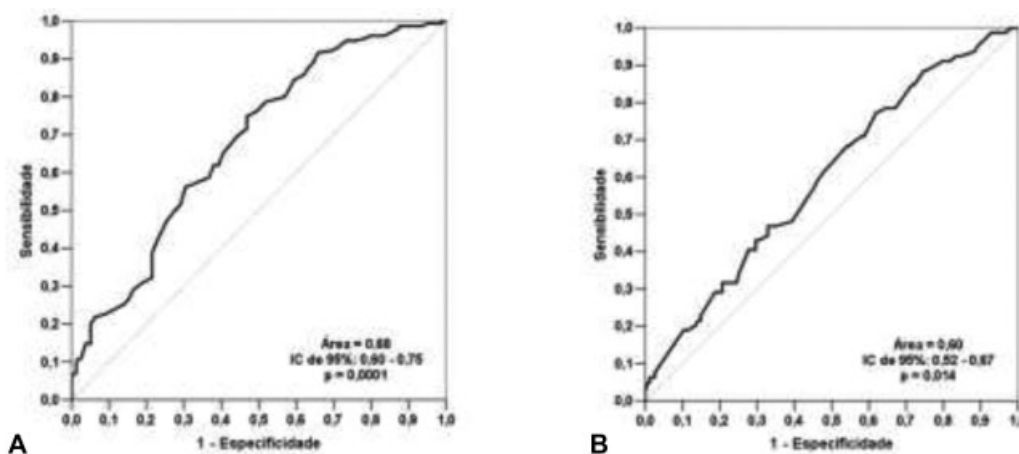 1,0
0,9
0,8
0,7
0,6
0,5
0,4
0,3
0,2
0,1
0,0
Sensibilidade
Área = 0,68
IC de 95%: 0,60 - 0,75
p = 0,0001
0,0 0,1 0,2 0,3 0,4 0,5 0,6 0,7 0,8 0,9 1,0
1 - Especificidade
A
1,0
0,9
0,8
0,7
0,6
0,5
0,4
0,3
0,2
0,1
0,0
Sensibilidade
Área = 0,60
IC de 95%: 0,52 - 0,67
p = 0,014
0,0 0,1 0,2 0,3 0,4 0,5 0,6 0,7 0,8 0,9 1,0
1 - Especificidade
B